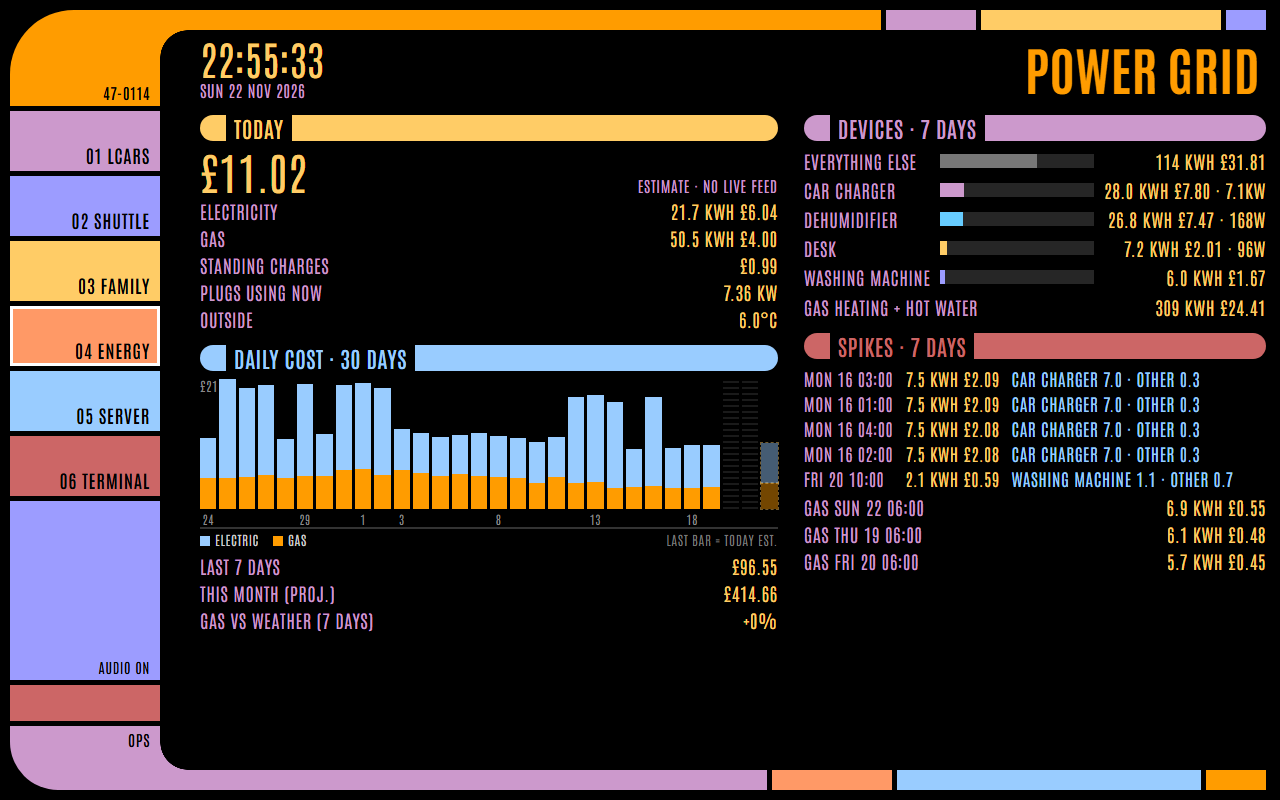 22:55:33
SUN 22 NOV 2026
POWER GRID
47-0114
01 LCARS
02 SHUTTLE
03 FAMILY
04 ENERGY
05 SERVER
06 TERMINAL
AUDIO ON
OPS
TODAY
£11.02
ESTIMATE · NO LIVE FEED
ELECTRICITY 21.7 KWH £6.04
GAS 50.5 KWH £4.00
STANDING CHARGES £0.99
PLUGS USING NOW 7.36 KW
OUTSIDE 6.0°C
DAILY COST · 30 DAYS
£21
24 29 1 3 8 13 18
ELECTRIC GAS LAST BAR = TODAY EST.
LAST 7 DAYS £96.55
THIS MONTH (PROJ.) £414.66
GAS VS WEATHER (7 DAYS) +0%
DEVICES · 7 DAYS
EVERYTHING ELSE 114 KWH £31.81
CAR CHARGER 28.0 KWH £7.80 · 7.1KW
DEHUMIDIFIER 26.8 KWH £7.47 · 168W
DESK 7.2 KWH £2.01 · 96W
WASHING MACHINE 6.0 KWH £1.67
GAS HEATING + HOT WATER 309 KWH £24.41
SPIKES · 7 DAYS
MON 16 03:00 7.5 KWH £2.09 CAR CHARGER 7.0 · OTHER 0.3
MON 16 01:00 7.5 KWH £2.09 CAR CHARGER 7.0 · OTHER 0.3
MON 16 04:00 7.5 KWH £2.08 CAR CHARGER 7.0 · OTHER 0.3
MON 16 02:00 7.5 KWH £2.08 CAR CHARGER 7.0 · OTHER 0.3
FRI 20 10:00 2.1 KWH £0.59 WASHING MACHINE 1.1 · OTHER 0.7
GAS SUN 22 06:00 6.9 KWH £0.55
GAS THU 19 06:00 6.1 KWH £0.48
GAS FRI 20 06:00 5.7 KWH £0.45